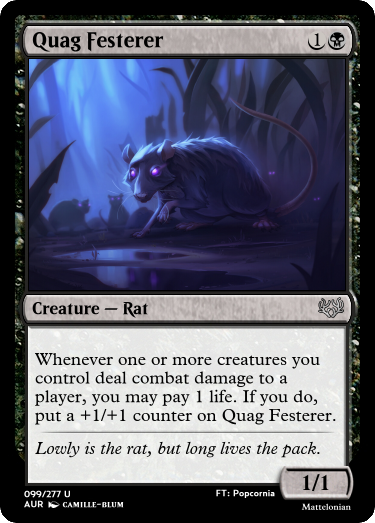 Quag Festerer 1
Creature — Rat
Whenever one or more creatures you
control deal combat damage to a
player, you may pay 1 life. If you do,
put a +1/+1 counter on Quag Festerer.
Lowly is the rat, but long lives the pack.
1/1
099/277 U
FT: Popcornia
AUR CAMILLE-BLUM
Mattelonian